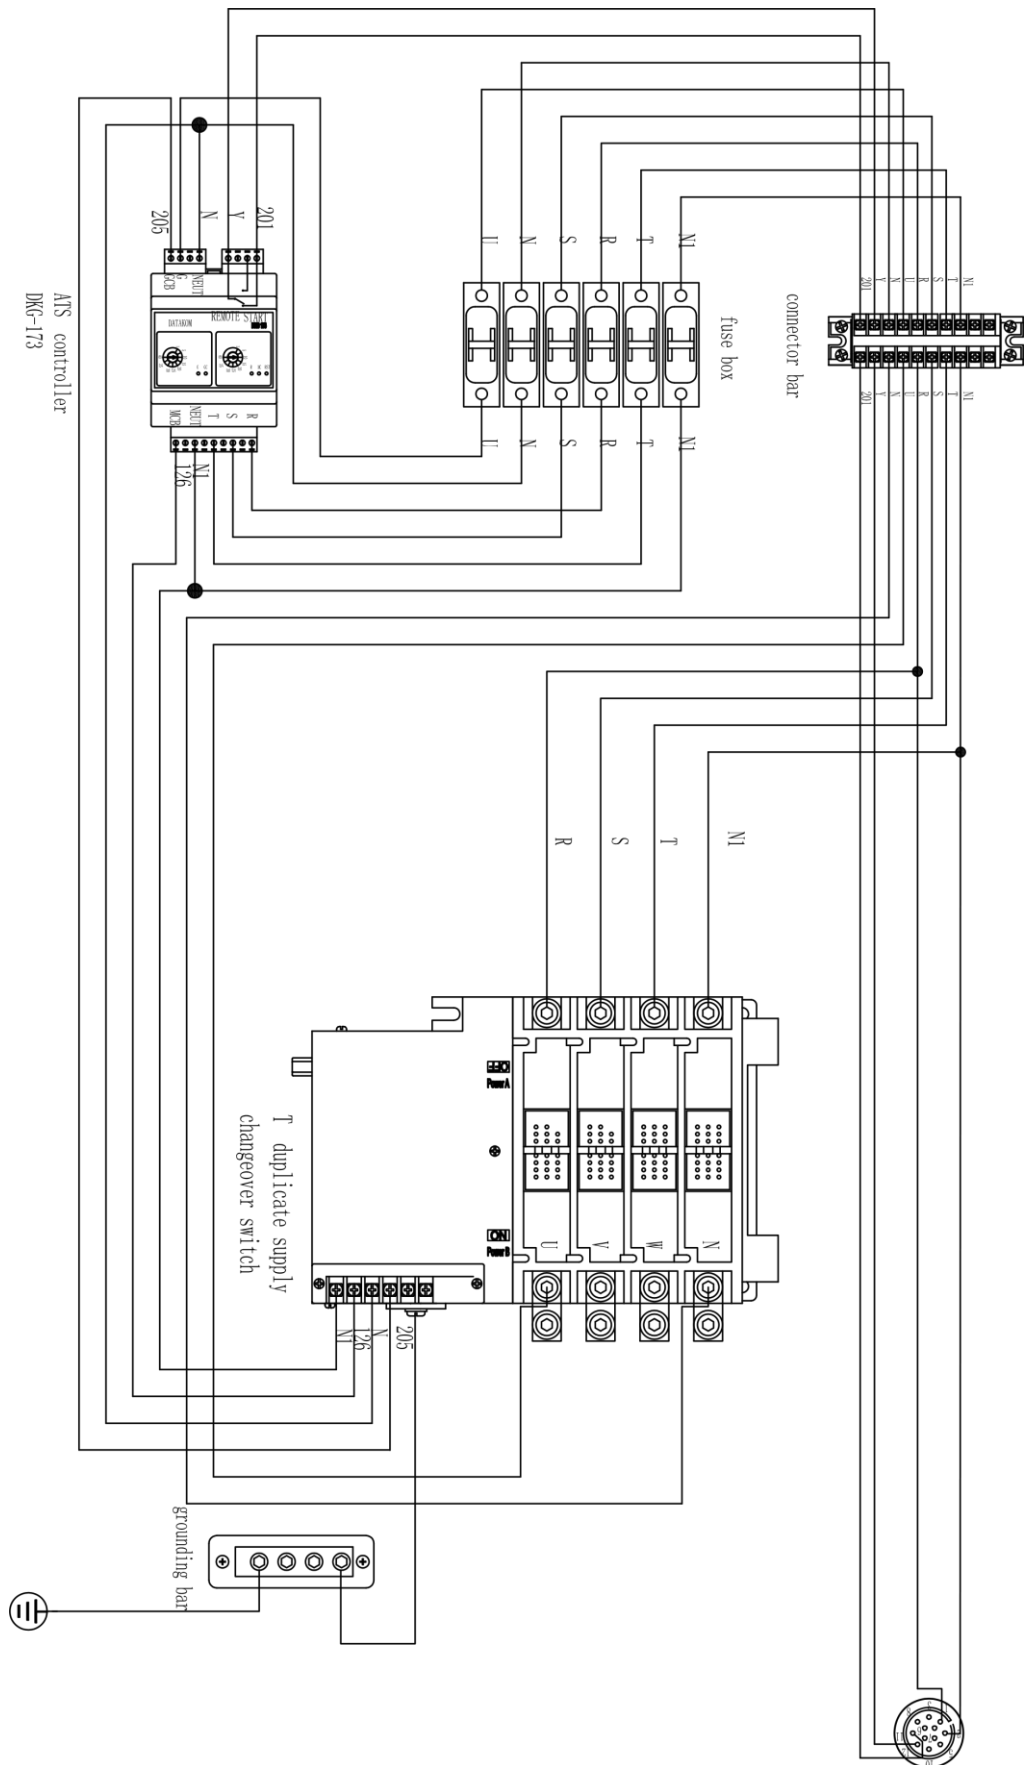 201
Y
N
205
NEUT
G
GCB
REMOTE START
DATAKOM
R
S
T
NEUT
MCB
N1
126
ATS controller
DKG-173
N1
T
R
S
N
U
fuse box
N1
T
R
S
N
U
N1
T
S
R
U
N
Y
201
connector bar
N1
T
S
R
U
N
Y
201
N1
T
S
R
OFF
Power A
ON
Power B
N
W
V
U
T duplicate supply
changeover switch
205
N
126
N1
grounding bar